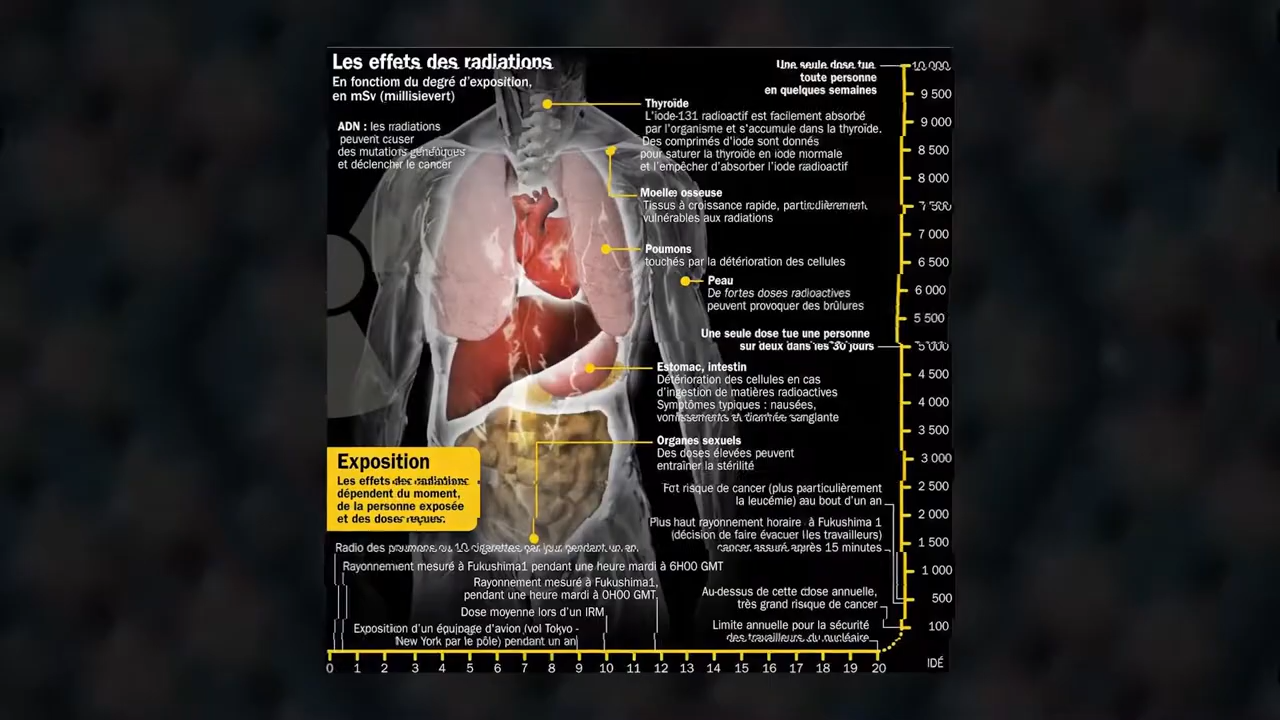 Les effets des radiations
En fonction du degré d'exposition,
en mSv (millisievert)
ADN : les radiations
peuvent causer
des mutations génétiques
et déclencher le cancer
Une seule dose tue
toute personne
en quelques semaines
Thyroïde
L'iode-131 radioactif est facilement absorbé
par l'organisme et s'accumule dans la thyroïde.
Des comprimés d'iode sont donnés
pour saturer la thyroïde en iode normale
et l'empêcher d'absorber l'iode radioactif
Moelle osseuse
Tissus à croissance rapide, particulièrement
vulnérables aux radiations
Poumons
touchés par la détérioration des cellules
Peau
De fortes doses radioactives
peuvent provoquer des brûlures
Une seule dose tue une personne
sur deux dans les 30 jours
Estomac, intestin
Détérioration des cellules en cas
d'ingestion de matières radioactives
Symptômes typiques : nausées,
vomissements et diarrhée sanglante
Organes sexuels
Des doses élevées peuvent
entraîner la stérilité
Exposition
Les effets des radiations
dépendent du moment,
de la personne exposée
et des doses reçues.
risque de cancer (plus particulièrement
la leucémie) au bout d'un an
Plus haut rayonnement horaire à Fukushima 1
(décision de faire évacuer les travailleurs)
cancer assuré après 15 minutes
Radio des poumons ou 10 cigarettes par jour pendant un an.
Rayonnement mesuré à Fukushima1 pendant une heure mardi à 6H00 GMT
Rayonnement mesuré à Fukushima1,
pendant une heure mardi à 0H00 GMT
Au-dessus de cette dose annuelle,
très grand risque de cancer
Dose moyenne lors d'un IRM
Exposition d'un équipage d'avion (vol Tokyo -
New York par le pôle) pendant un an
Limite annuelle pour la sécurité
des travailleurs du nucléaire
10 000
9 500
9 000
8 500
8 000
7 500
7 000
6 500
6 000
5 500
5 000
4 500
4 000
3 500
3 000
2 500
2 000
1 500
1 000
500
100
0 1 2 3 4 5 6 7 8 9 10 11 12 13 14 15 16 17 18 19 20
IDÉ